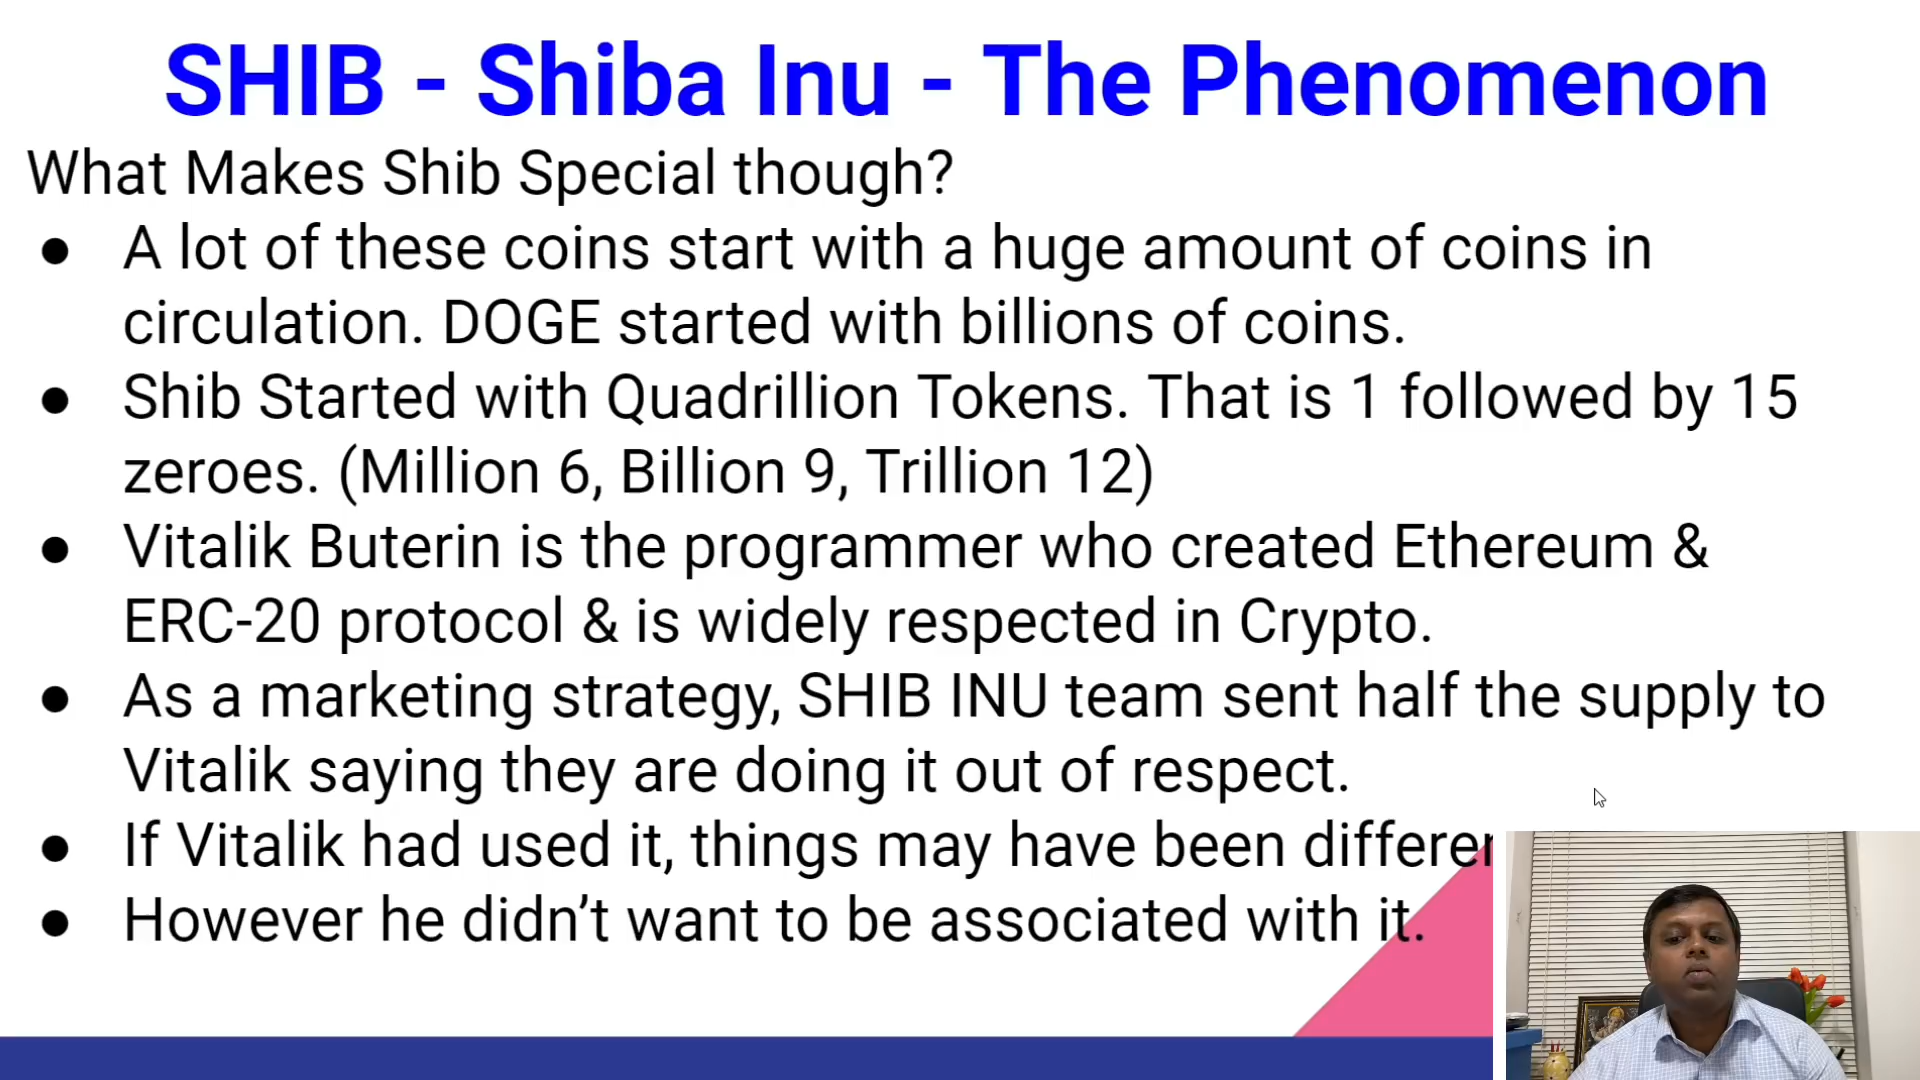 SHIB - Shiba Inu - The Phenomenon
What Makes Shib Special though?
● A lot of these coins start with a huge amount of coins in
circulation. DOGE started with billions of coins.
● Shib Started with Quadrillion Tokens. That is 1 followed by 15
zeroes. (Million 6, Billion 9, Trillion 12)
● Vitalik Buterin is the programmer who created Ethereum &
ERC-20 protocol & is widely respected in Crypto.
● As a marketing strategy, SHIB INU team sent half the supply to
Vitalik saying they are doing it out of respect.
● If Vitalik had used it, things may have been differen
● However he didn’t want to be associated with it.